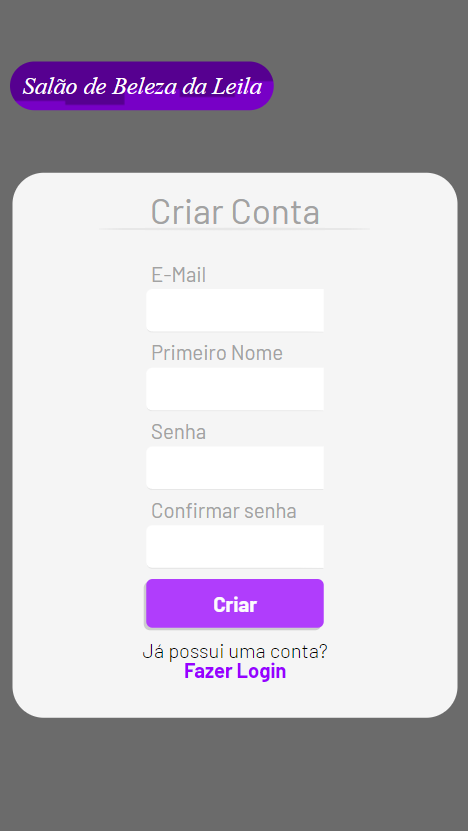 Salão de Beleza da Leila
Criar Conta
E-Mail
Primeiro Nome
Senha
Confirmar senha
Criar
Já possui uma conta?
Fazer Login